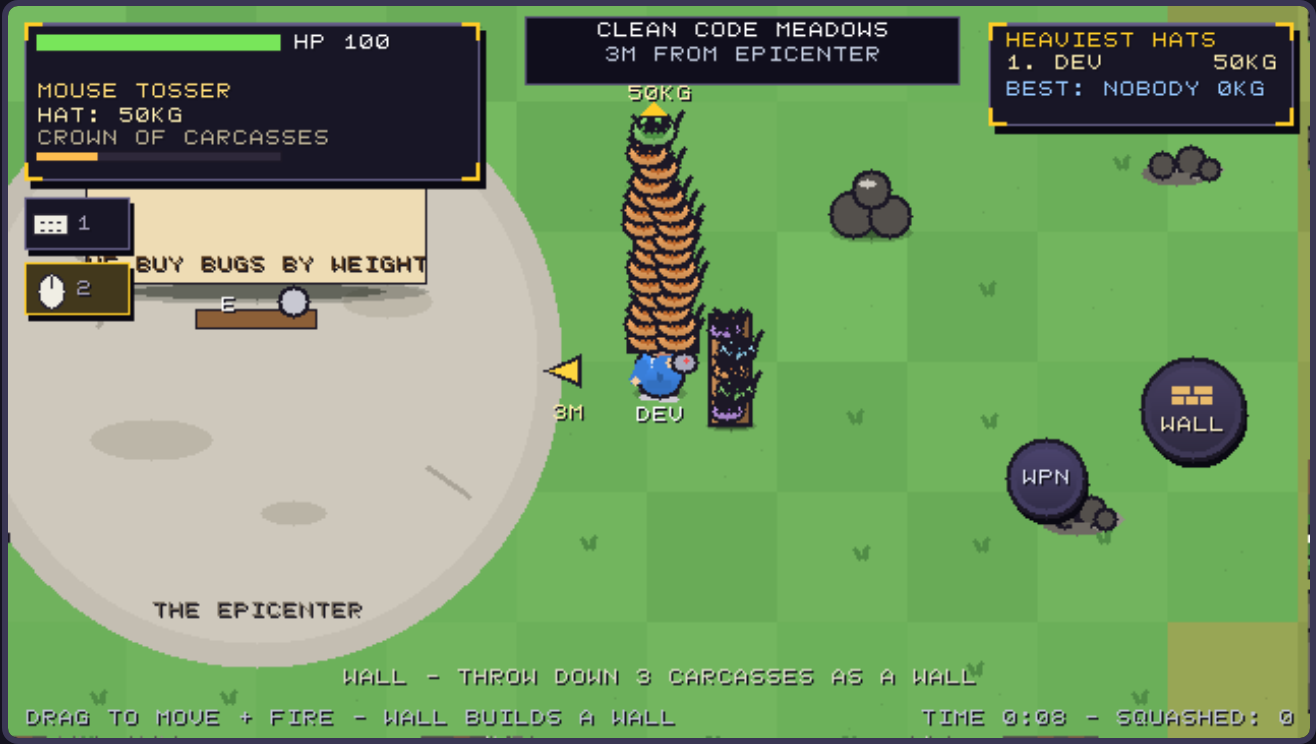 HP 100
MOUSE TOSSER
HAT: 50KG
CROWN OF CARCASSES
1
2
CLEAN CODE MEADOWS
3M FROM EPICENTER
HEAVIEST HATS
1. DEV 50KG
BEST: NOBODY 0KG
50KG
BUY BUGS BY WEIGHT
E
3M
DEV
WALL
WPN
THE EPICENTER
WALL - THROW DOWN 3 CARCASSES AS A WALL
DRAG TO MOVE + FIRE - WALL BUILDS A WALL
TIME 0:08 - SQUASHED: 0